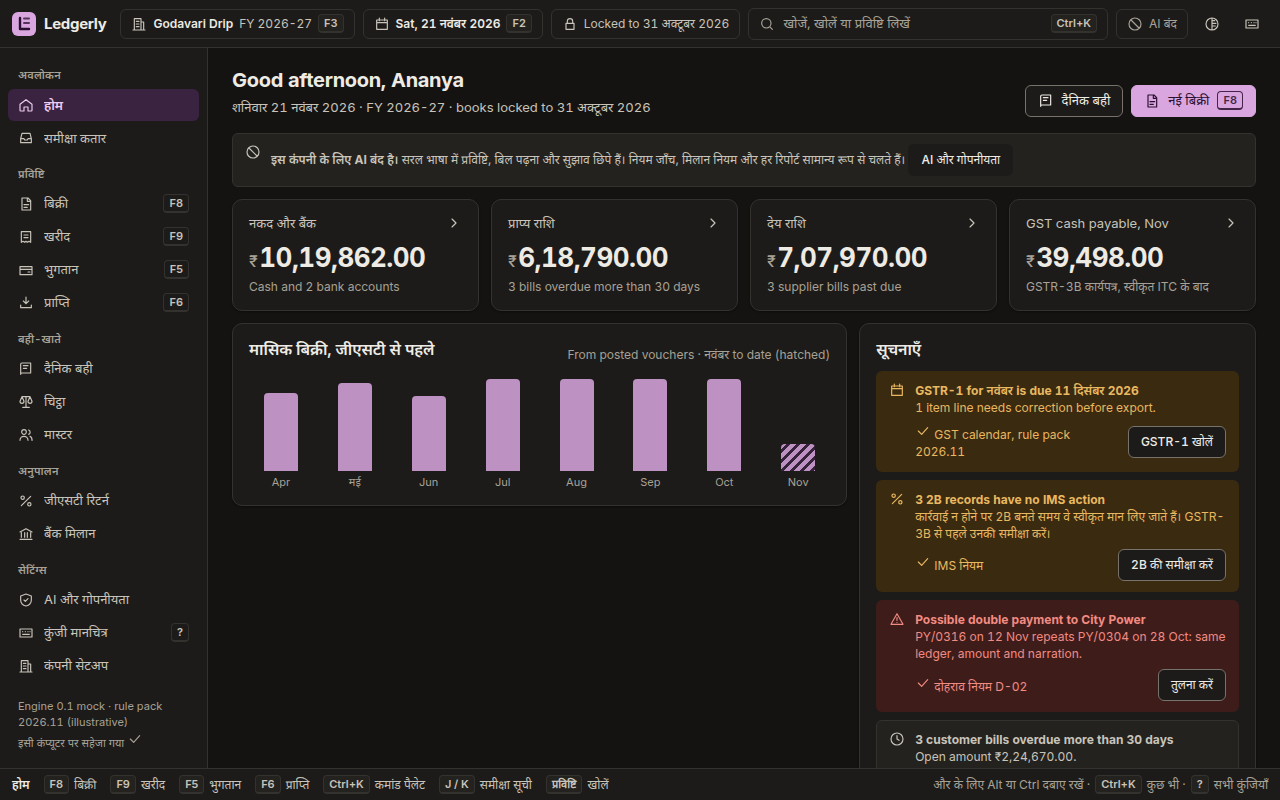 Ledgerly
Godavari Drip FY 2026-27 F3
Sat, 21 नवंबर 2026 F2
Locked to 31 अक्टूबर 2026
खोजें, खोलें या प्रविष्टि लिखें Ctrl+K
AI बंद
अवलोकन
होम
समीक्षा कतार
प्रविष्टि
बिक्री F8
खरीद F9
भुगतान F5
प्राप्ति F6
बही-खाते
दैनिक बही
चिट्ठा
मास्टर
अनुपालन
जीएसटी रिटर्न
बैंक मिलान
सेटिंग्स
AI और गोपनीयता
कुंजी मानचित्र ?
कंपनी सेटअप
Engine 0.1 mock · rule pack
2026.11 (illustrative)
इसी कंप्यूटर पर सहेजा गया
Good afternoon, Ananya
शनिवार 21 नवंबर 2026 · FY 2026-27 · books locked to 31 अक्टूबर 2026
दैनिक बही
नई बिक्री F8
इस कंपनी के लिए AI बंद है। सरल भाषा में प्रविष्टि, बिल पढ़ना और सुझाव छिपे हैं। नियम जाँच, मिलान नियम और हर रिपोर्ट सामान्य रूप से चलते हैं। AI और गोपनीयता
नकद और बैंक
₹10,19,862.00
Cash and 2 bank accounts
प्राप्य राशि
₹6,18,790.00
3 bills overdue more than 30 days
देय राशि
₹7,07,970.00
3 supplier bills past due
GST cash payable, Nov
₹39,498.00
GSTR-3B कार्यपत्र, स्वीकृत ITC के बाद
मासिक बिक्री, जीएसटी से पहले
From posted vouchers · नवंबर to date (hatched)
Apr मई Jun Jul Aug Sep Oct Nov
सूचनाएँ
GSTR-1 for नवंबर is due 11 दिसंबर 2026
1 item line needs correction before export.
GST calendar, rule pack
2026.11
GSTR-1 खोलें
3 2B records have no IMS action
कार्रवाई न होने पर 2B बनते समय वे स्वीकृत मान लिए जाते हैं। GSTR-
3B से पहले उनकी समीक्षा करें।
IMS नियम
2B की समीक्षा करें
Possible double payment to City Power
PY/0316 on 12 Nov repeats PY/0304 on 28 Oct: same
ledger, amount and narration.
दोहराव नियम D-02
तुलना करें
3 customer bills overdue more than 30 days
Open amount ₹2,24,670.00.
होम F8 बिक्री F9 खरीद F5 भुगतान F6 प्राप्ति Ctrl+K कमांड पैलेट J / K समीक्षा सूची प्रविष्टि खोलें
और के लिए Alt या Ctrl दबाए रखें · Ctrl+K कुछ भी · ? सभी कुंजियाँ